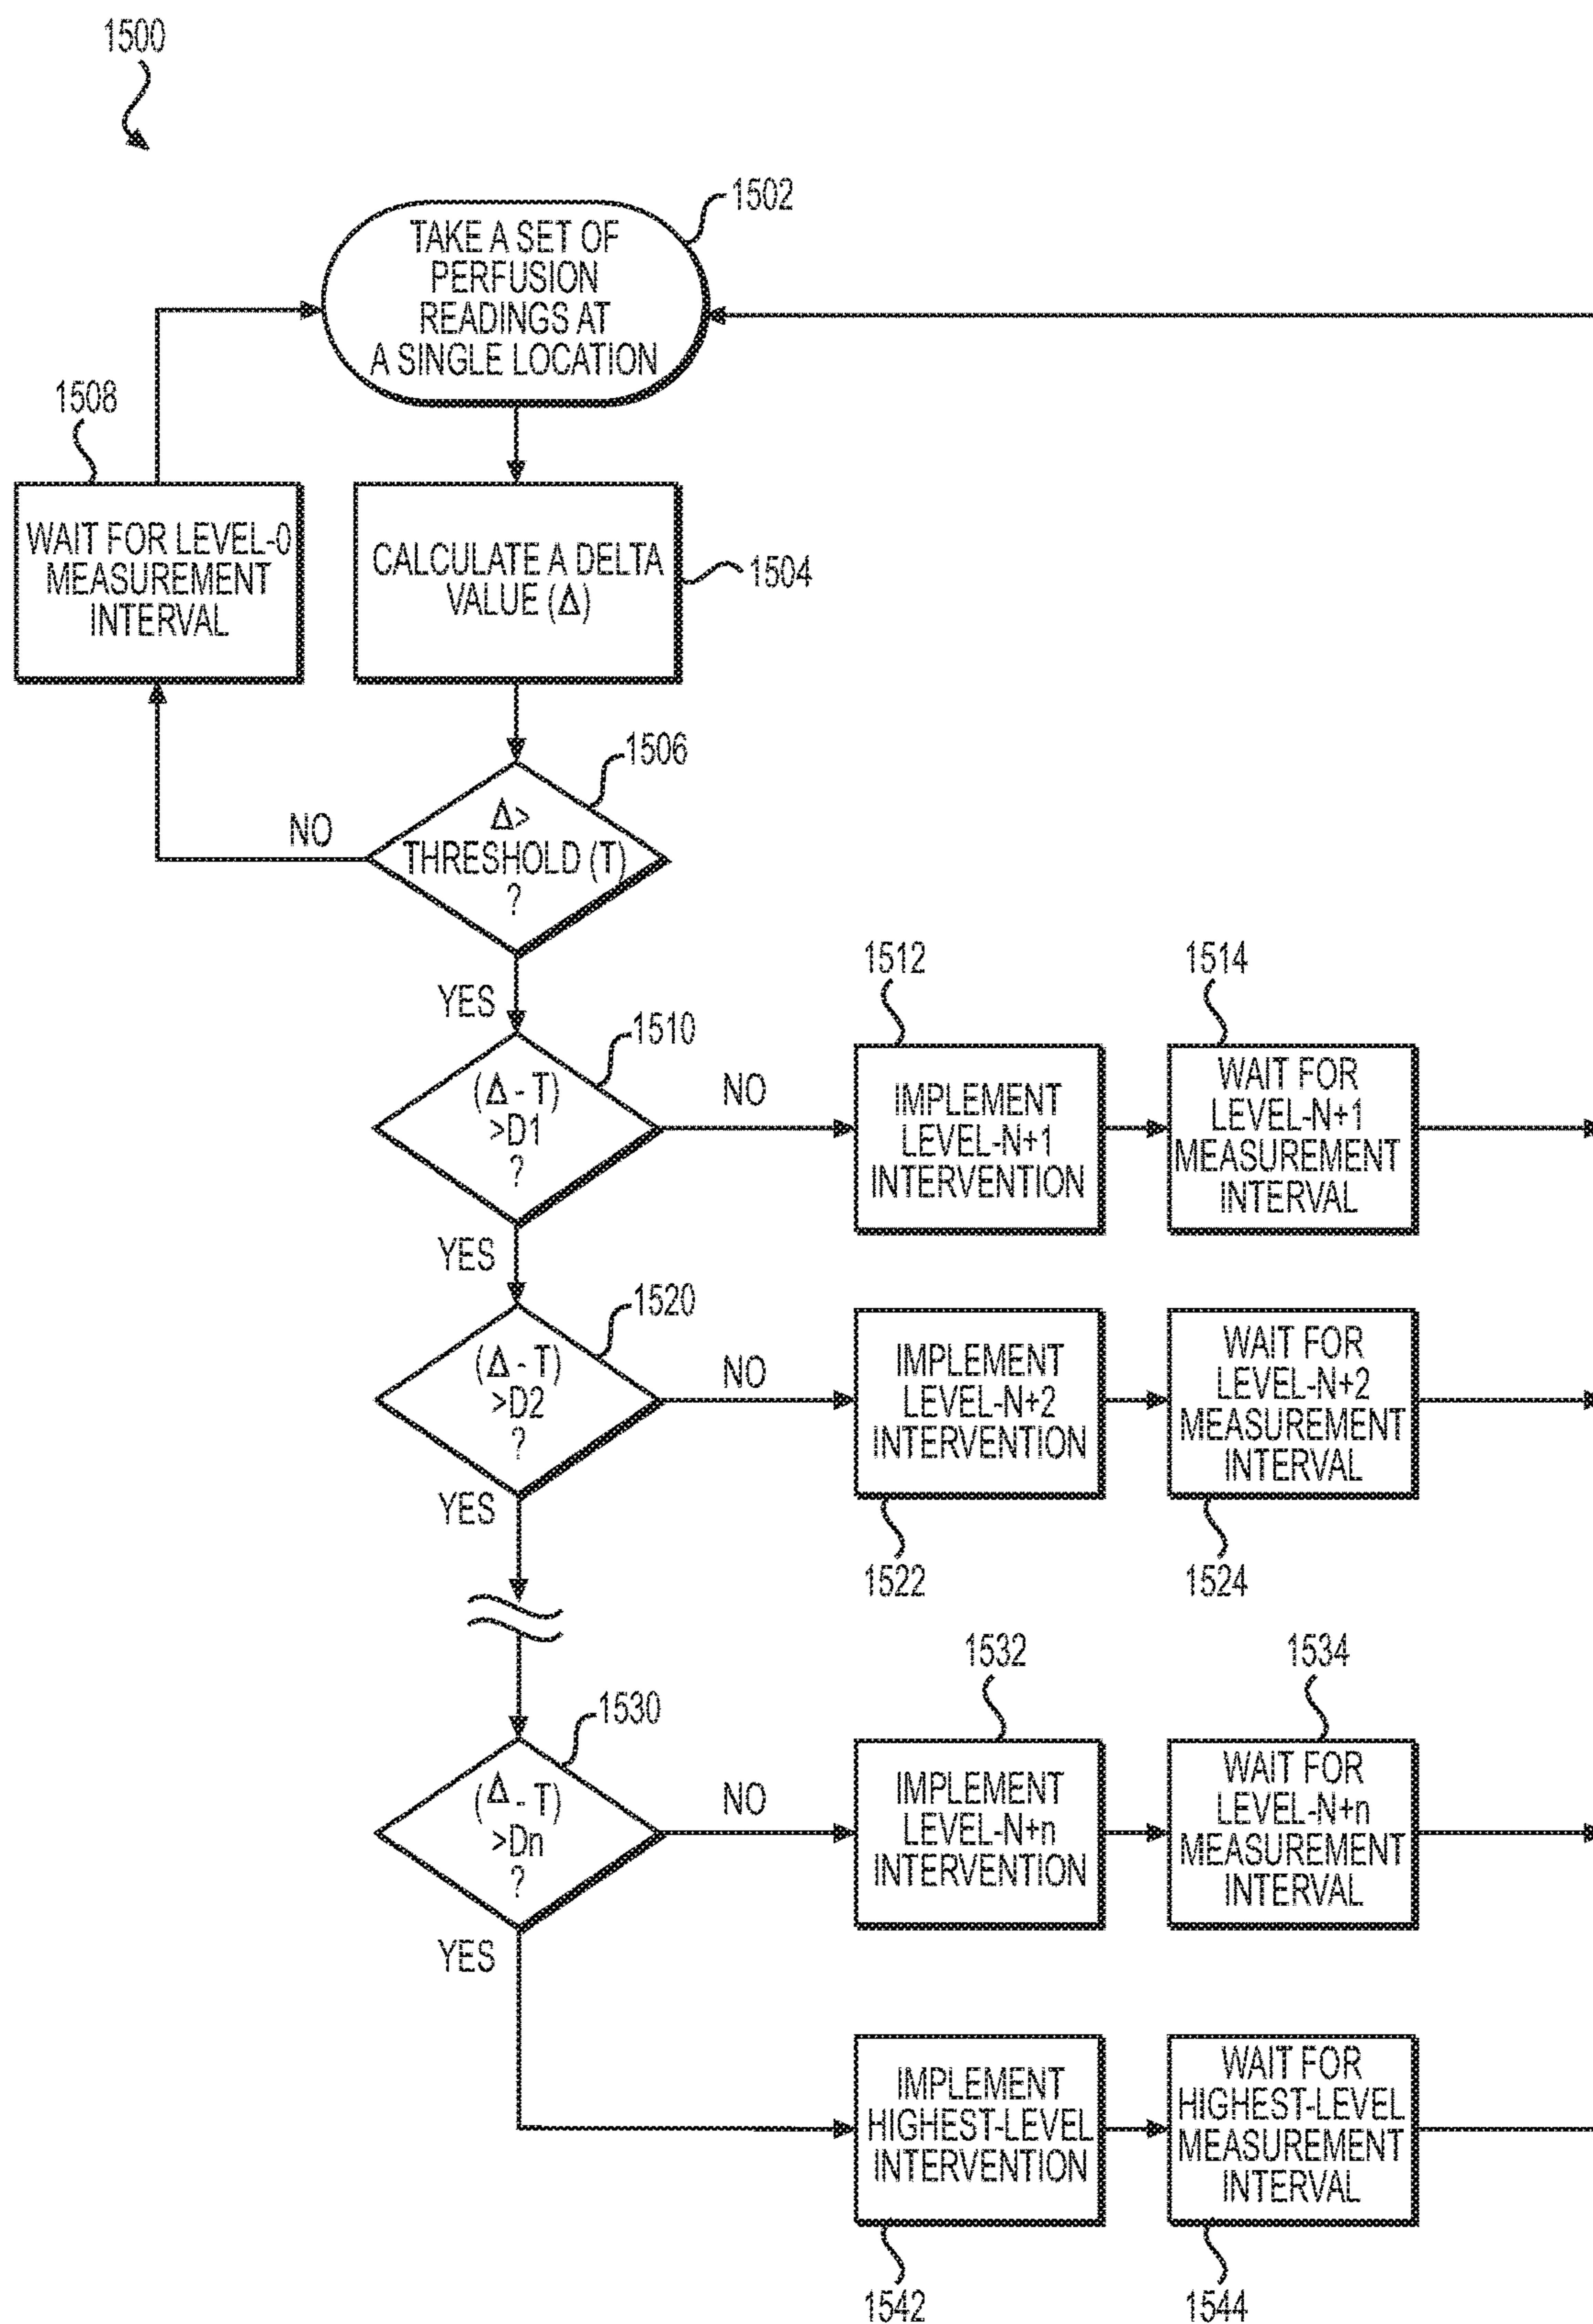 1500
1502
TAKE A SET OF
PERFUSION
READINGS AT
A SINGLE LOCATION
1508
WAIT FOR LEVEL-0
MEASUREMENT
INTERVAL
CALCULATE A DELTA
VALUE (Δ)
1504
1506
Δ>
THRESHOLD (T)
?
NO
YES
1510
(Δ - T)
>D1
?
NO
1512
IMPLEMENT
LEVEL-N+1
INTERVENTION
1514
WAIT FOR
LEVEL-N+1
MEASUREMENT
INTERVAL
YES
1520
(Δ - T)
>D2
?
NO
IMPLEMENT
LEVEL-N+2
INTERVENTION
1522
WAIT FOR
LEVEL-N+2
MEASUREMENT
INTERVAL
1524
YES
1530
(Δ - T)
>Dn
?
NO
1532
IMPLEMENT
LEVEL-N+n
INTERVENTION
1534
WAIT FOR
LEVEL-N+n
MEASUREMENT
INTERVAL
YES
IMPLEMENT
HIGHEST-LEVEL
INTERVENTION
1542
WAIT FOR
HIGHEST-LEVEL
MEASUREMENT
INTERVAL
1544